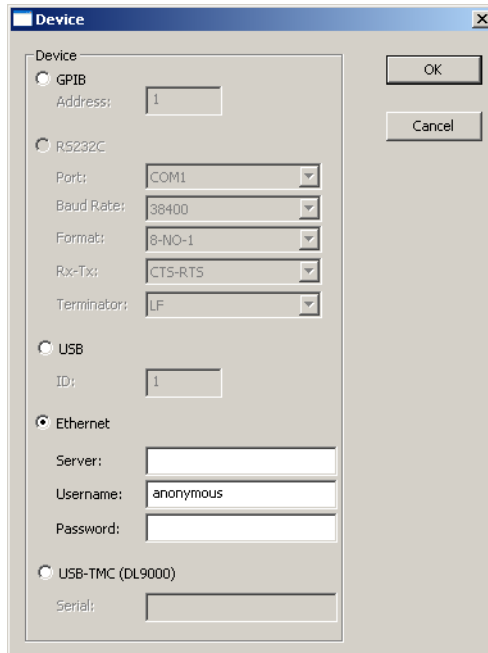 Device
Device
GPIB
OK
Address: 1
Cancel
RS232C
Port: COM1
Baud Rate: 38400
Format: 8-NO-1
Rx-Tx: CTS-RTS
Terminator: LF
USB
ID: 1
Ethernet
Server:
Username: anonymous
Password:
USB-TMC (DL9000)
Serial: